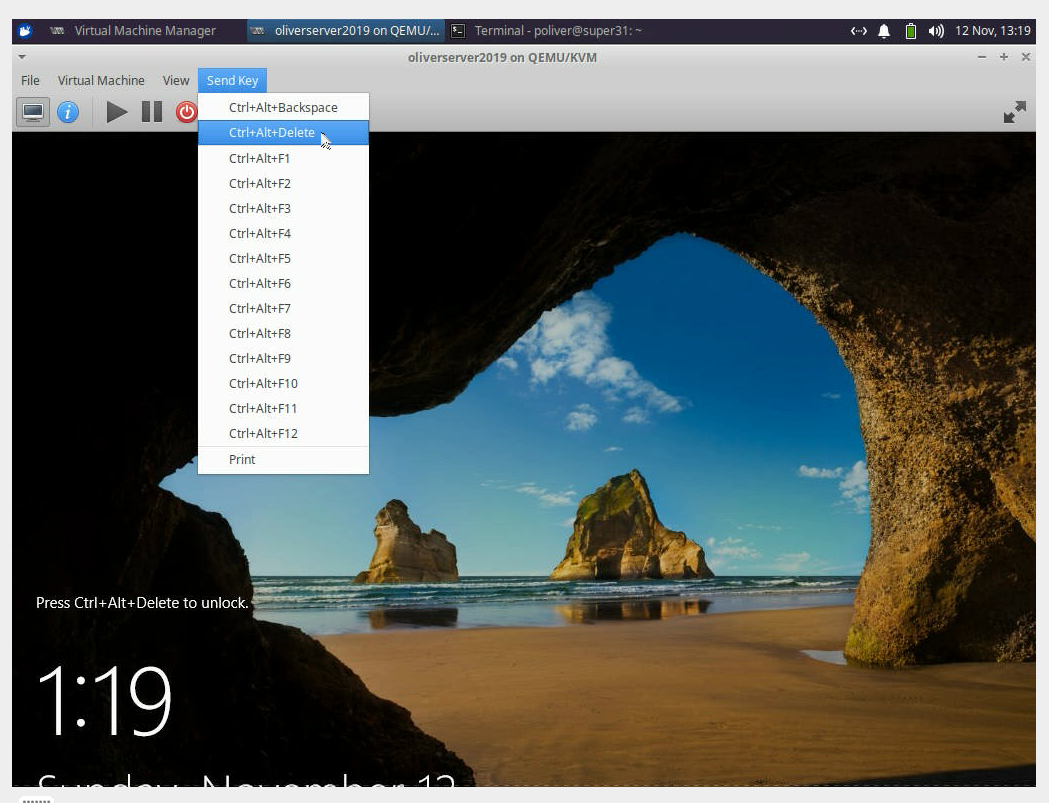 Virtual Machine Manager
oliverserver2019 on QEMU/...
Terminal - poliver@super31: ~
12 Nov, 13:19
oliverserver2019 on QEMU/KVM
File Virtual Machine View Send Key
Ctrl+Alt+Backspace
Ctrl+Alt+Delete
Ctrl+Alt+F1
Ctrl+Alt+F2
Ctrl+Alt+F3
Ctrl+Alt+F4
Ctrl+Alt+F5
Ctrl+Alt+F6
Ctrl+Alt+F7
Ctrl+Alt+F8
Ctrl+Alt+F9
Ctrl+Alt+F10
Ctrl+Alt+F11
Ctrl+Alt+F12
Print
Press Ctrl+Alt+Delete to unlock.
1:19
Sunday, November 12